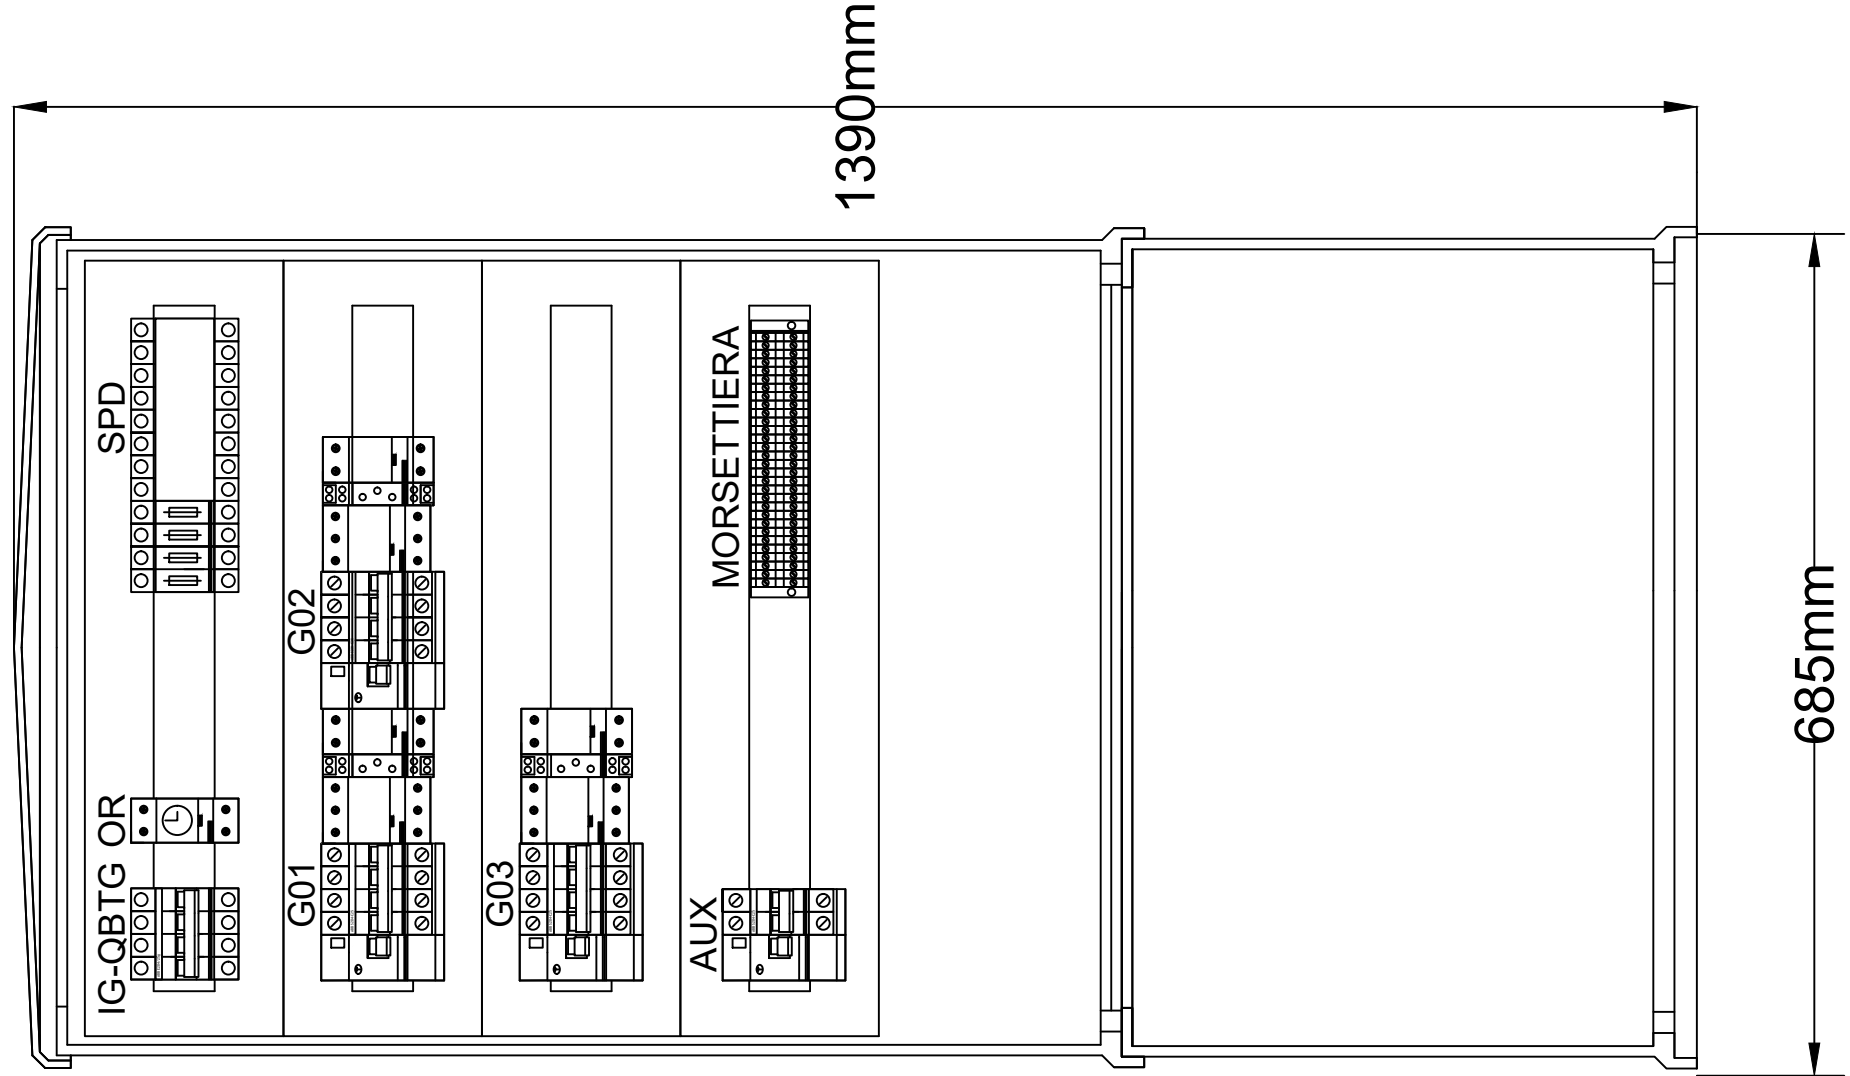 1390mm
685mm
IG-QBTG OR
SPD
G01
G02
G03
AUX
MORSETTIERA